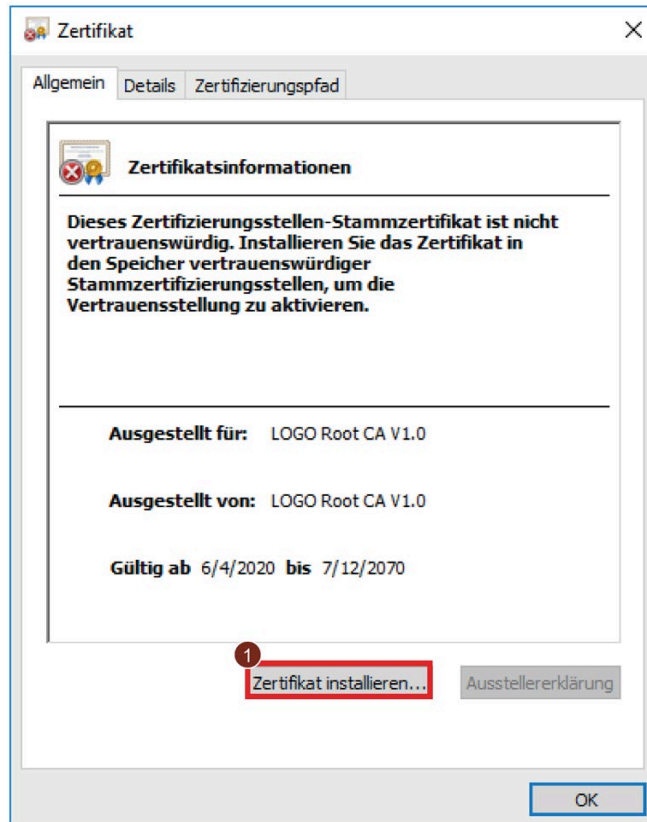 Zertifikat
Allgemein Details Zertifizierungspfad
Zertifikatsinformationen
Dieses Zertifizierungsstellen-Stammzertifikat ist nicht
vertrauenswürdig. Installieren Sie das Zertifikat in
den Speicher vertrauenswürdiger
Stammzertifizierungsstellen, um die
Vertrauensstellung zu aktivieren.
Ausgestellt für: LOGO Root CA V1.0
Ausgestellt von: LOGO Root CA V1.0
Gültig ab 6/4/2020 bis 7/12/2070
1
Zertifikat installieren... Ausstellererklärung
OK